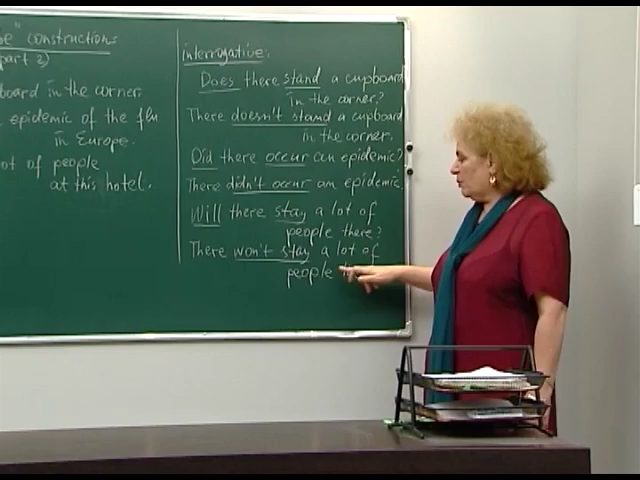 constructions
part 2)
board in the corner.
epidemic of the flu
in Europe.
lot of people
at this hotel.
interrogative:
Does there stand a cupboard
in the corner?
There doesn't stand a cupboard
in the corner.
Did there occur an epidemic?
There didn't occur an epidemic.
Will there stay a lot of
people there?
There won't stay a lot of
people